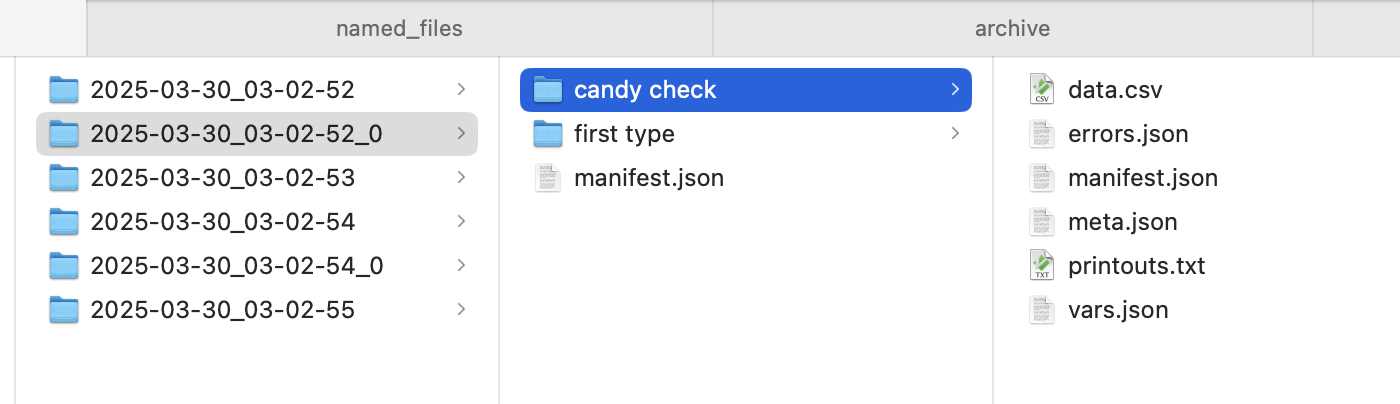 named_files
archive
2025-03-30_03-02-52
2025-03-30_03-02-52_0
2025-03-30_03-02-53
2025-03-30_03-02-54
2025-03-30_03-02-54_0
2025-03-30_03-02-55
candy check
first type
manifest.json
CSV
data.csv
errors.json
manifest.json
meta.json
TXT
printouts.txt
vars.json